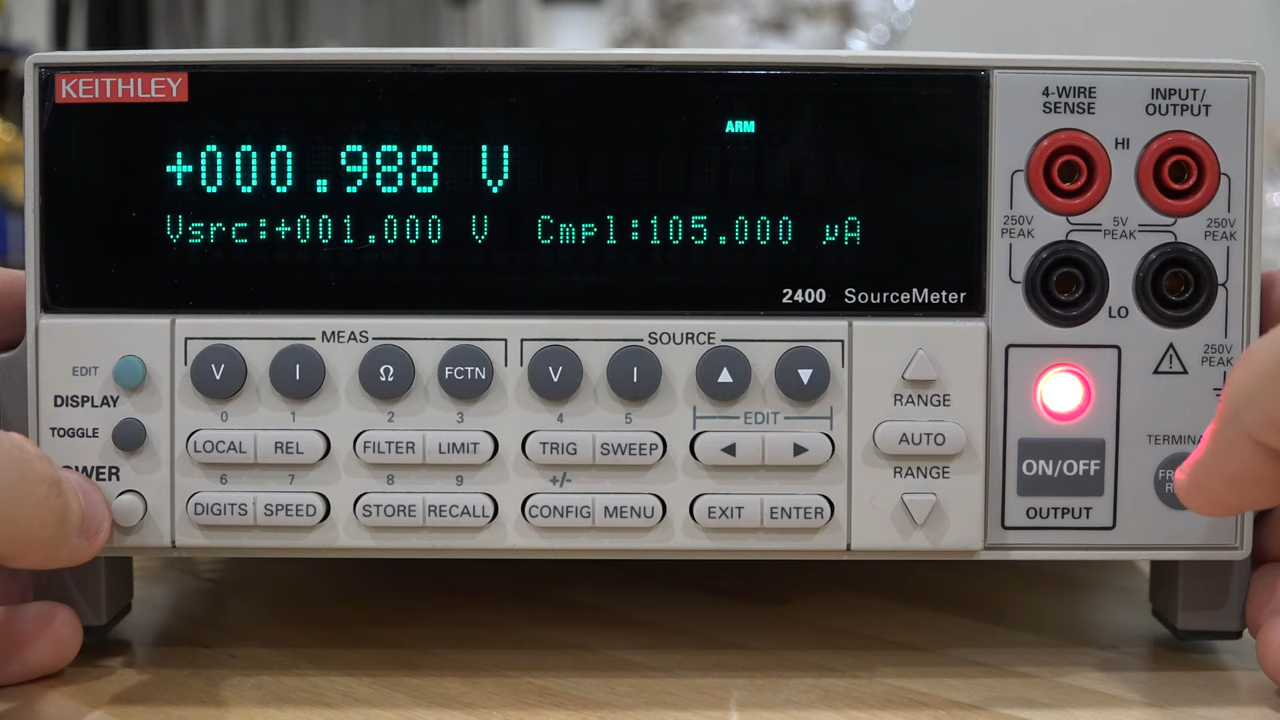 KEITHLEY
ARM
+000.988 V
Vsrc:+001.000 V Cmpl:105.000 µA
2400 SourceMeter
4-WIRE SENSE
INPUT/ OUTPUT
HI
250V PEAK
5V PEAK
250V PEAK
LO
250V PEAK
MEAS
SOURCE
EDIT
V I Ω FCTN V I ▲ ▼
DISPLAY
RANGE
0 1 2 3 4 5 EDIT
TOGGLE
LOCAL REL FILTER LIMIT TRIG SWEEP ◀ ▶
AUTO
ON/OFF
6 7 8 9 +/-
RANGE
DIGITS SPEED STORE RECALL CONFIG MENU EXIT ENTER
OUTPUT